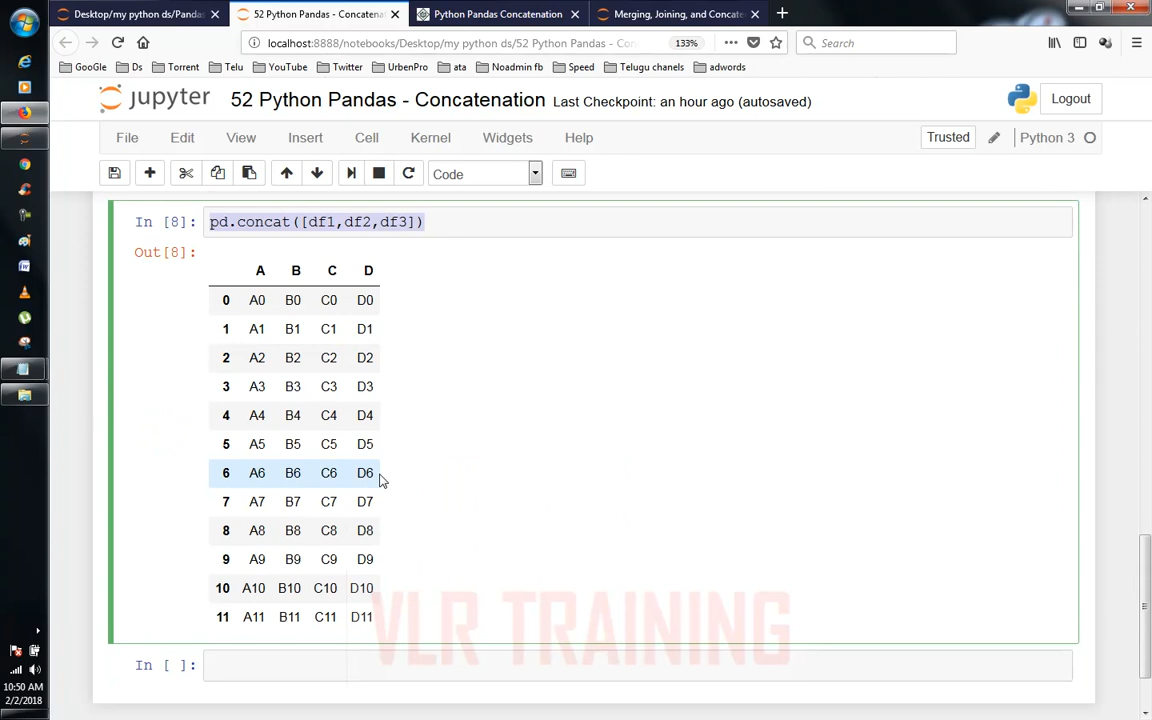 Desktop/my python ds/Pandas
52 Python Pandas - Concatenat
Python Pandas Concatenation
Merging, Joining, and Concate
localhost:8888/notebooks/Desktop/my python ds/52 Python Pandas - Con
133%
Search
GooGle
Ds
Torrent
Telu
YouTube
Twitter
UrbenPro
ata
Noadmin fb
Speed
Telugu chanels
adwords
jupyter
52 Python Pandas - Concatenation Last Checkpoint: an hour ago (autosaved)
Logout
File Edit View Insert Cell Kernel Widgets Help
Trusted
Python 3
Code
In [8]: pd.concat([df1,df2,df3])
Out[8]:
A B C D
0 A0 B0 C0 D0
1 A1 B1 C1 D1
2 A2 B2 C2 D2
3 A3 B3 C3 D3
4 A4 B4 C4 D4
5 A5 B5 C5 D5
6 A6 B6 C6 D6
7 A7 B7 C7 D7
8 A8 B8 C8 D8
9 A9 B9 C9 D9
10 A10 B10 C10 D10
11 A11 B11 C11 D11
VLR TRAINING
In [ ]:
10:50 AM
2/2/2018